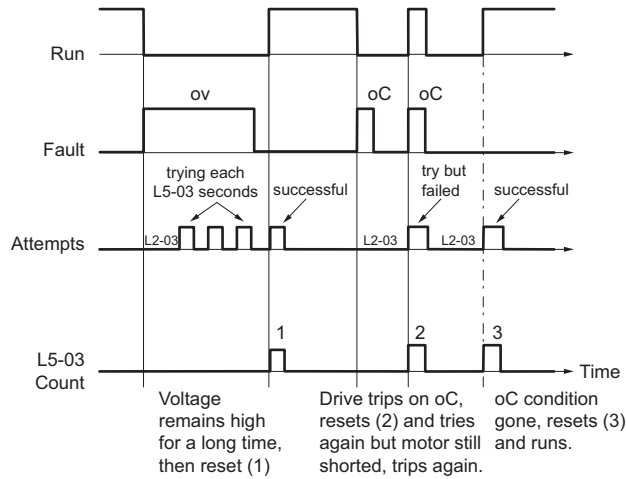 Run
ov
oC
oC
Fault
trying each
L5-03 seconds
successful
try but
failed
successful
Attempts
L2-03
L2-03
L2-03
1
2
3
L5-03
Count
Time
Voltage
remains high
for a long time,
then reset (1)
Drive trips on oC,
resets (2) and tries
again but motor still
shorted, trips again.
oC condition
gone, resets (3)
and runs.